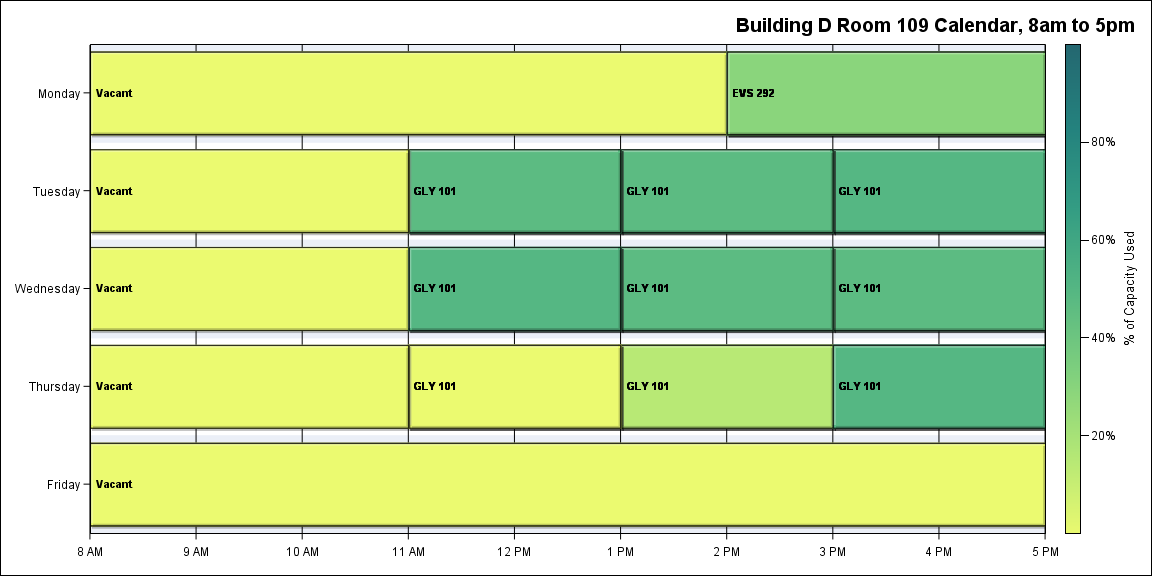 Building D Room 109 Calendar, 8am to 5pm
Monday
Vacant
EVS 292
Tuesday
Vacant
GLY 101
GLY 101
GLY 101
Wednesday
Vacant
GLY 101
GLY 101
GLY 101
Thursday
Vacant
GLY 101
GLY 101
GLY 101
Friday
Vacant
8 AM
9 AM
10 AM
11 AM
12 PM
1 PM
2 PM
3 PM
4 PM
5 PM
80%
60%
40%
20%
% of Capacity Used